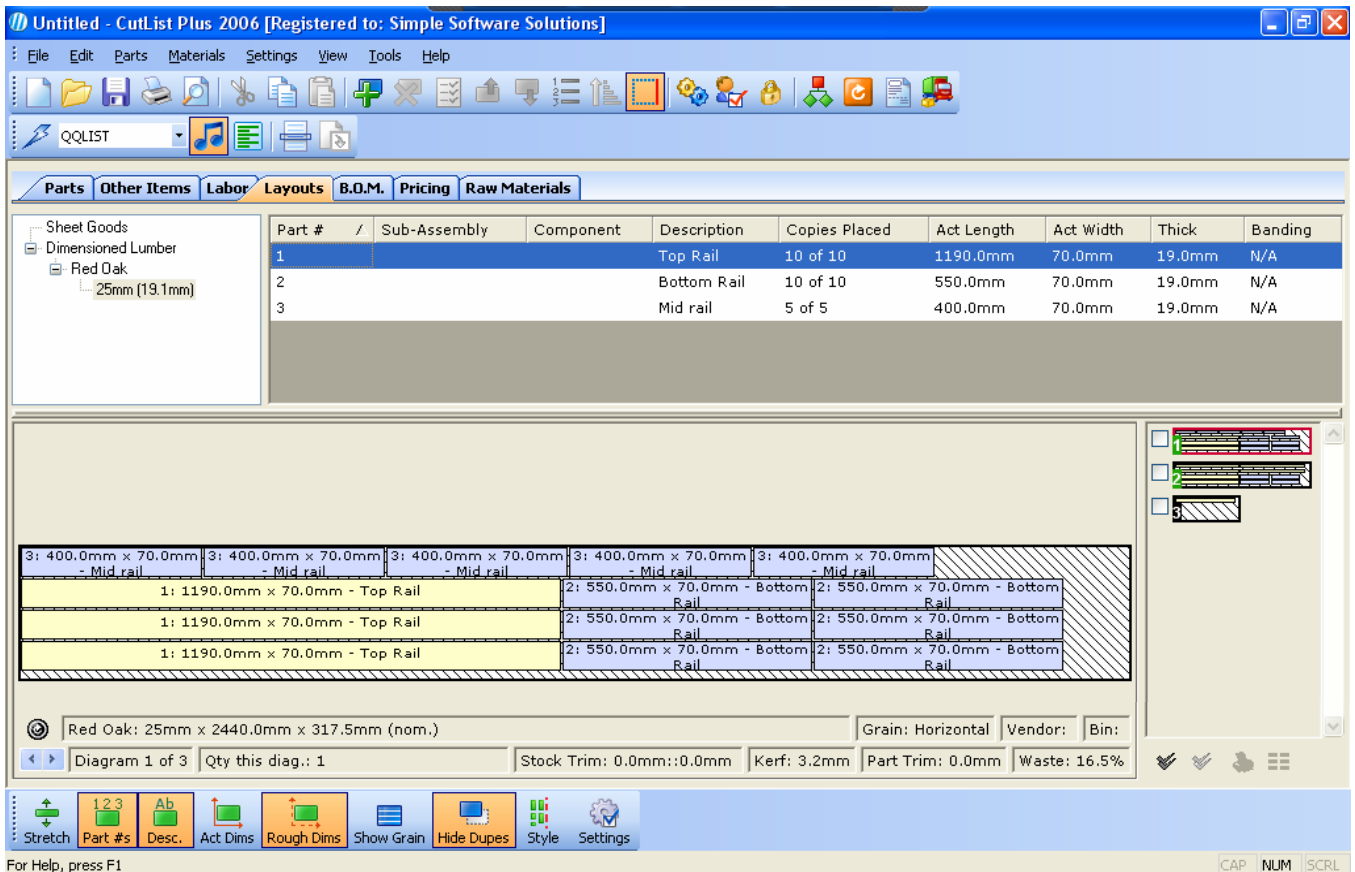 Untitled - CutList Plus 2006 [Registered to: Simple Software Solutions]
File Edit Parts Materials Settings View Tools Help
QQLIST
Parts Other Items Labor Layouts B.O.M. Pricing Raw Materials
Sheet Goods
Dimensioned Lumber
Red Oak
25mm (19.1mm)
Part # Sub-Assembly Component Description Copies Placed Act Length Act Width Thick Banding
1 Top Rail 10 of 10 1190.0mm 70.0mm 19.0mm N/A
2 Bottom Rail 10 of 10 550.0mm 70.0mm 19.0mm N/A
3 Mid rail 5 of 5 400.0mm 70.0mm 19.0mm N/A
1
2
3
3: 400.0mm x 70.0mm 3: 400.0mm x 70.0mm 3: 400.0mm x 70.0mm 3: 400.0mm x 70.0mm 3: 400.0mm x 70.0mm
- Mid rail - Mid rail - Mid rail - Mid rail - Mid rail
1: 1190.0mm x 70.0mm - Top Rail 2: 550.0mm x 70.0mm - Bottom 2: 550.0mm x 70.0mm - Bottom
Rail Rail
1: 1190.0mm x 70.0mm - Top Rail 2: 550.0mm x 70.0mm - Bottom 2: 550.0mm x 70.0mm - Bottom
Rail Rail
1: 1190.0mm x 70.0mm - Top Rail 2: 550.0mm x 70.0mm - Bottom 2: 550.0mm x 70.0mm - Bottom
Rail Rail
Red Oak: 25mm x 2440.0mm x 317.5mm (nom.) Grain: Horizontal Vendor: Bin:
Diagram 1 of 3 Qty this diag.: 1 Stock Trim: 0.0mm::0.0mm Kerf: 3.2mm Part Trim: 0.0mm Waste: 16.5%
1 2 3 Ab
Stretch Part #s Desc. Act Dims Rough Dims Show Grain Hide Dupes Style Settings
For Help, press F1 CAP NUM SCRL